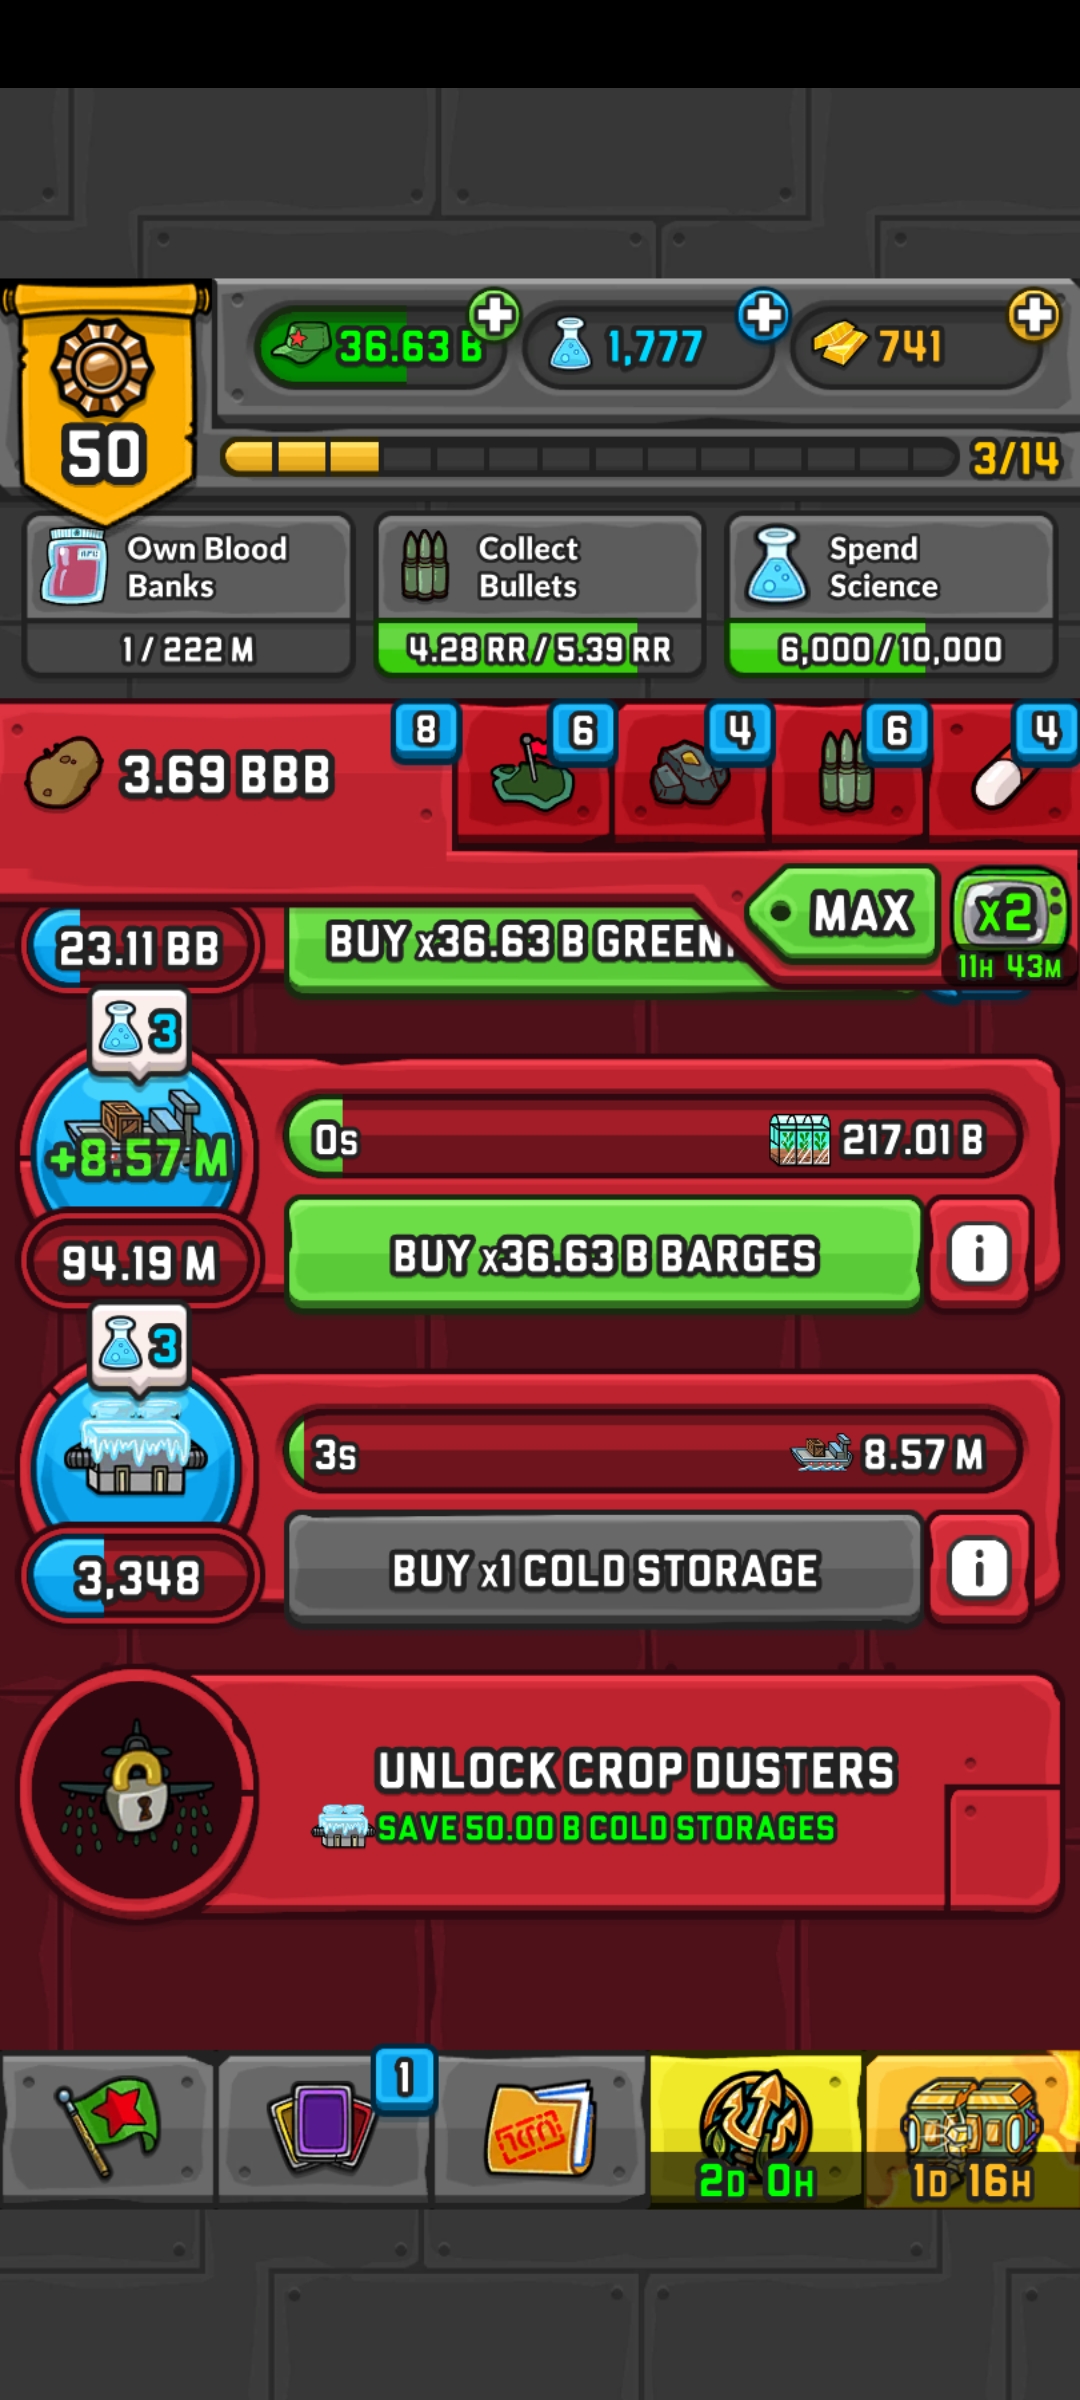 36.63 B
1,777
741
50
3/14
Own Blood
Banks
1 / 222 M
Collect
Bullets
4.28 RR / 5.39 RR
Spend
Science
6,000 / 10,000
3.69 BBB
8
6
4
6
4
MAX
x2
11H 43M
23.11 BB
BUY x36.63 B GREEN
3
+8.57 M
94.19 M
0s
217.01 B
BUY x36.63 B BARGES
i
3
3,348
3s
8.57 M
BUY x1 COLD STORAGE
i
UNLOCK CROP DUSTERS
SAVE 50.00 B COLD STORAGES
1
2D 0H
1D 16H